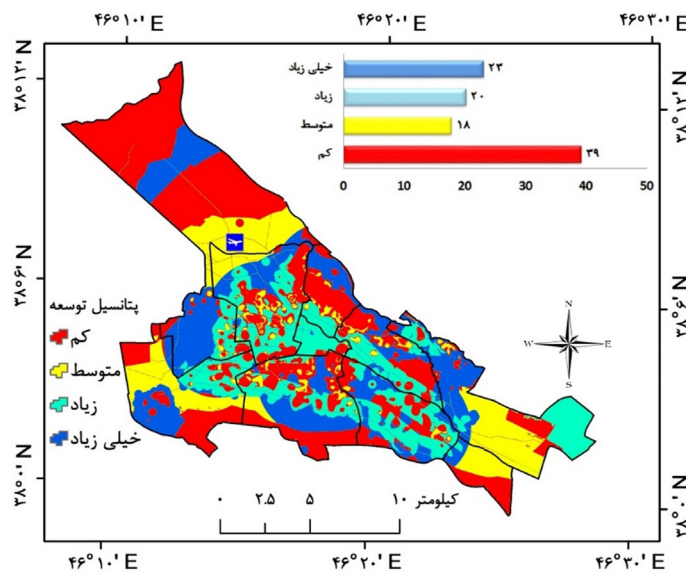 ۴۶°۱۰' E
۴۶°۲۰' E
۴۶°۳۰' E
۳۸°۱۲' N
۳۸°۶' N
۳۸°۰' N
خیلی زیاد ۲۳
زیاد ۲۰
متوسط ۱۸
کم ۳۹
0 10 20 30 40 50
پتانسیل توسعه
کم
متوسط
زیاد
خیلی زیاد
N
W E
S
۳۸°۱۲' N
۳۸°۶' N
۳۸°۰' N
۰ ۲.۵ ۵ ۱۰ کیلومتر
۴۶°۱۰' E
۴۶°۲۰' E
۴۶°۳۰' E